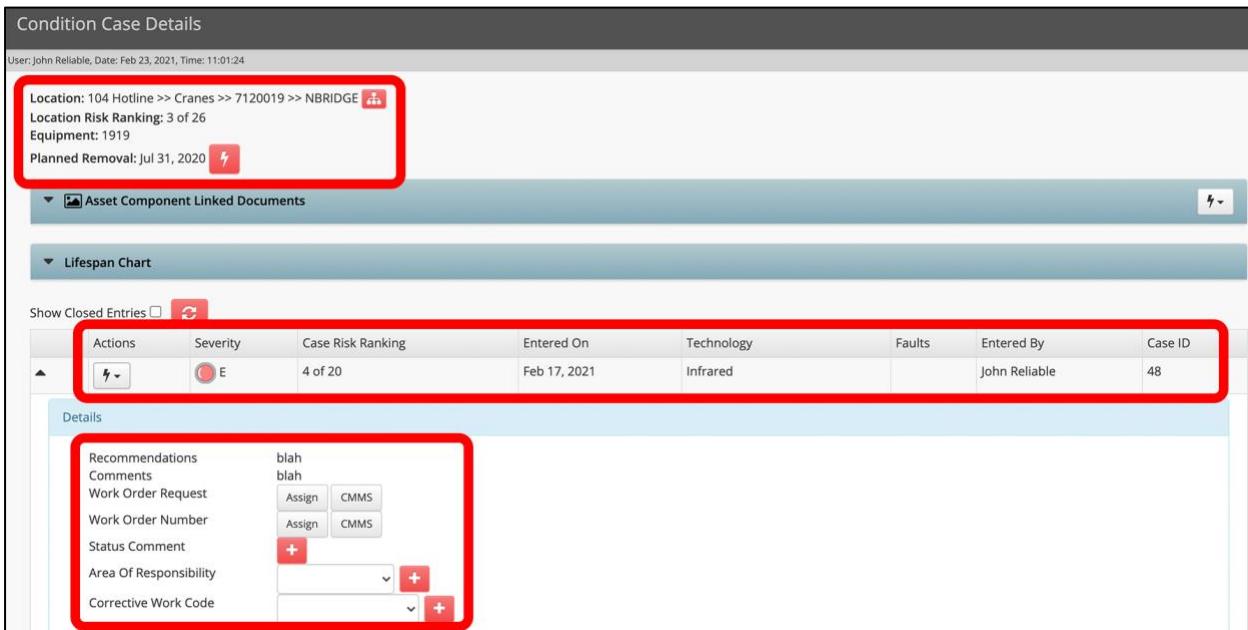 Condition Case Details
User: John Reliable, Date: Feb 23, 2021, Time: 11:01:24
Location: 104 Hotline >> Cranes >> 7120019 >> NBRIDGE
Location Risk Ranking: 3 of 26
Equipment: 1919
Planned Removal: Jul 31, 2020
Asset Component Linked Documents
Lifespan Chart
Show Closed Entries
Actions Severity Case Risk Ranking Entered On Technology Faults Entered By Case ID
E 4 of 20 Feb 17, 2021 Infrared John Reliable 48
Details
Recommendations blah
Comments blah
Work Order Request Assign CMMS
Work Order Number Assign CMMS
Status Comment +
Area Of Responsibility +
Corrective Work Code +